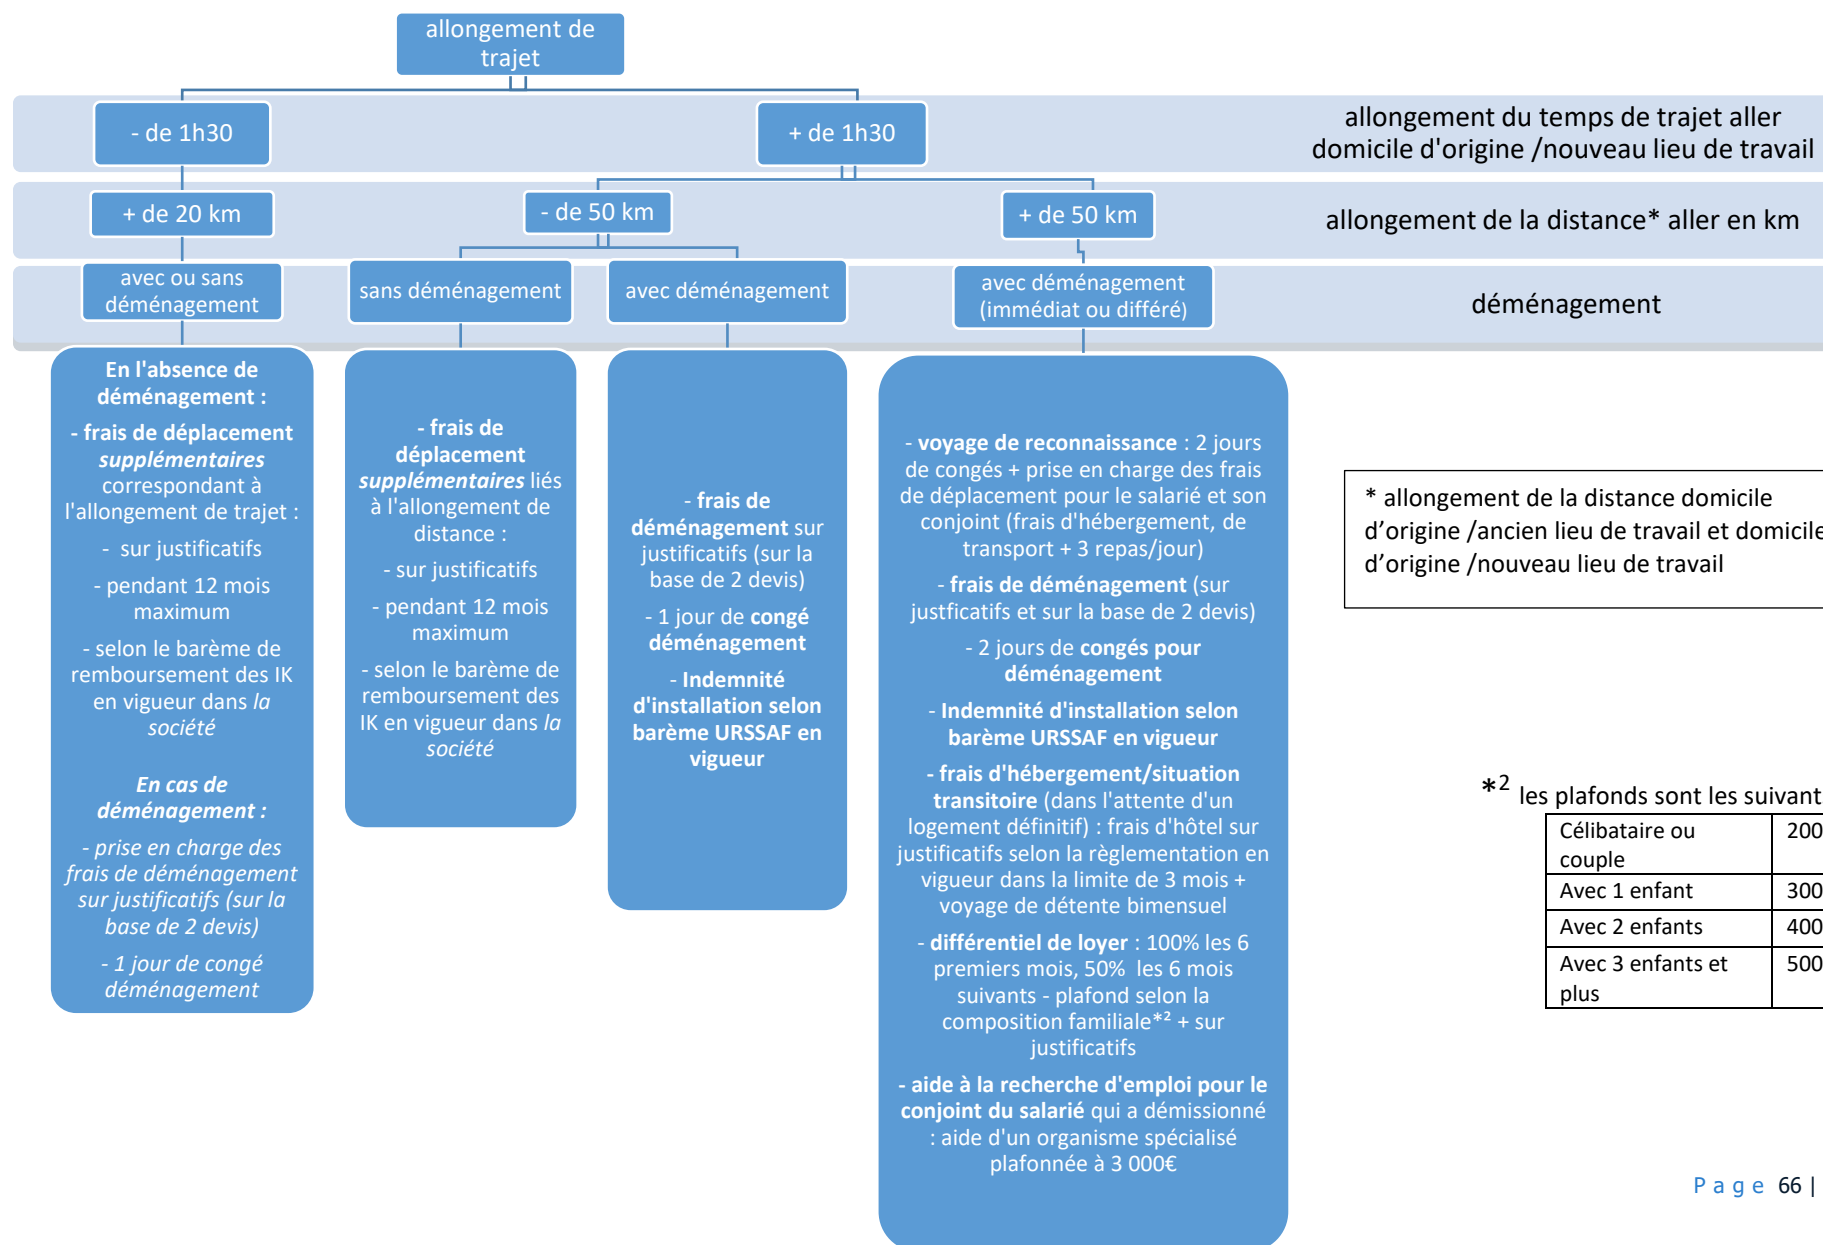 allongement de
trajet
- de 1h30
+ de 1h30
allongement du temps de trajet aller
domicile d'origine /nouveau lieu de travail
+ de 20 km
- de 50 km
+ de 50 km
allongement de la distance* aller en km
avec ou sans
déménagement
sans déménagement
avec déménagement
avec déménagement
(immédiat ou différé)
déménagement
En l'absence de
déménagement :
- frais de déplacement
supplémentaires
correspondant à
l'allongement de trajet :
- sur justificatifs
- pendant 12 mois
maximum
- selon le barème de
remboursement des IK
en vigueur dans la
société
En cas de
déménagement :
- prise en charge des
frais de déménagement
sur justificatifs (sur la
base de 2 devis)
- 1 jour de congé
déménagement
- frais de
déplacement
supplémentaires liés
à l'allongement de
distance :
- sur justificatifs
- pendant 12 mois
maximum
- selon le barème de
remboursement des
IK en vigueur dans la
société
- frais de
déménagement sur
justificatifs (sur la
base de 2 devis)
- 1 jour de congé
déménagement
- Indemnité
d'installation selon
barème URSSAF en
vigueur
- voyage de reconnaissance : 2 jours
de congés + prise en charge des frais
de déplacement pour le salarié et son
conjoint (frais d'hébergement, de
transport + 3 repas/jour)
- frais de déménagement (sur
justficatifs et sur la base de 2 devis)
- 2 jours de congés pour
déménagement
- Indemnité d'installation selon
barème URSSAF en vigueur
- frais d'hébergement/situation
transitoire (dans l'attente d'un
logement définitif) : frais d'hôtel sur
justificatifs selon la règlementation en
vigueur dans la limite de 3 mois +
voyage de détente bimensuel
- différentiel de loyer : 100% les 6
premiers mois, 50% les 6 mois
suivants - plafond selon la
composition familiale*² + sur
justificatifs
- aide à la recherche d'emploi pour le
conjoint du salarié qui a démissionné
: aide d'un organisme spécialisé
plafonnée à 3 000€
* allongement de la distance domicile
d'origine /ancien lieu de travail et domicile
d'origine /nouveau lieu de travail
*² les plafonds sont les suivant
Célibataire ou
couple
200
Avec 1 enfant
300
Avec 2 enfants
400
Avec 3 enfants et
plus
500
Page 66 |